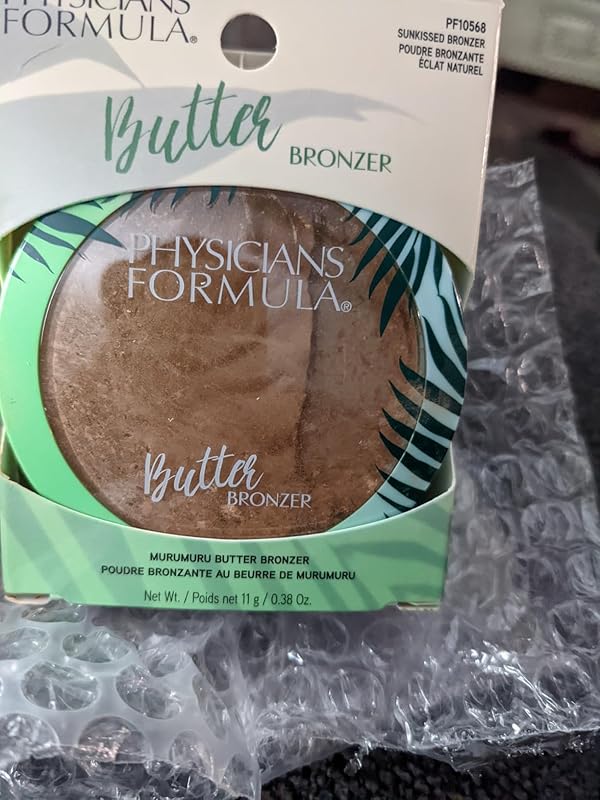 PHYSICIANS
FORMULA®
PF10568
SUNKISSED BRONZER
POUDRE BRONZANTE
ÉCLAT NATUREL
Butter
BRONZER
PHYSICIANS
FORMULA®
Butter
BRONZER
MURUMURU BUTTER BRONZER
POUDRE BRONZANTE AU BEURRE DE MURUMURU
Net Wt. / Poids net 11 g / 0.38 Oz.